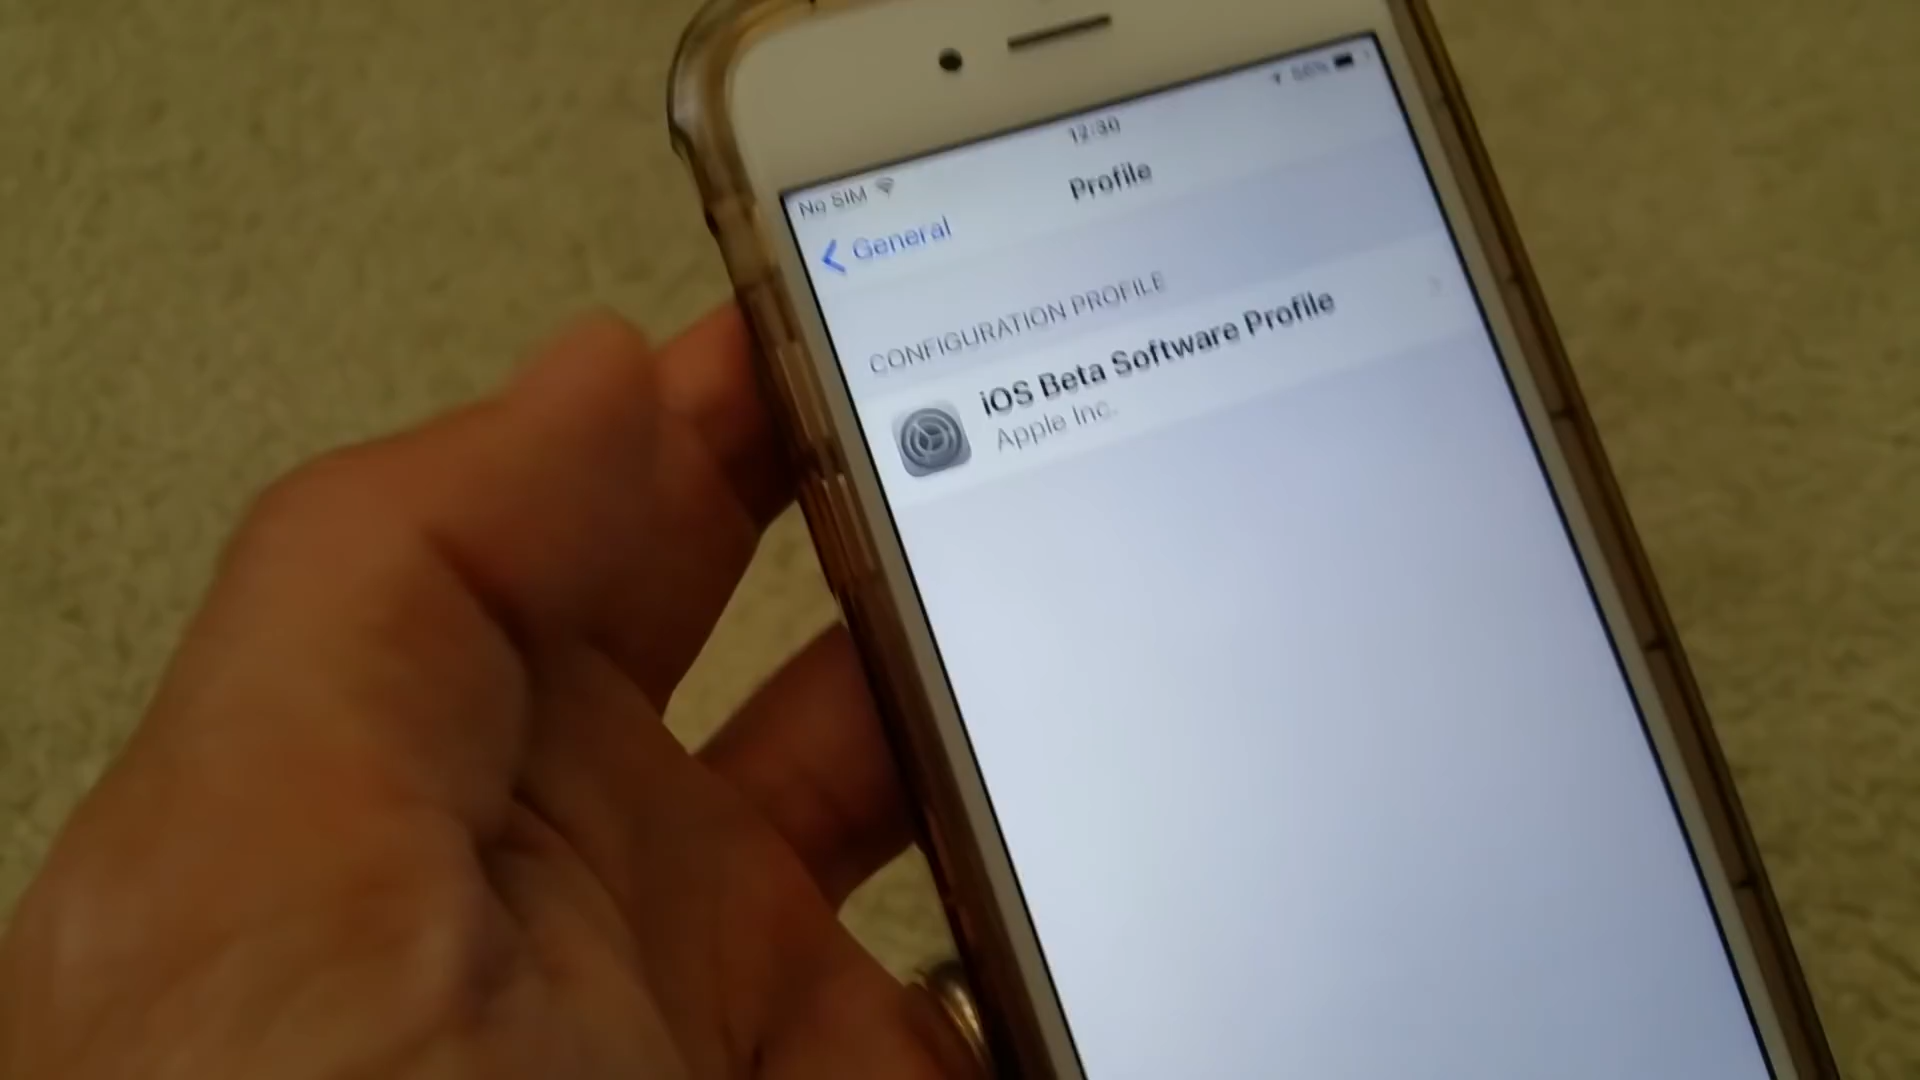 No SIM
12:30
General
Profile
CONFIGURATION PROFILE
iOS Beta Software Profile
Apple Inc.